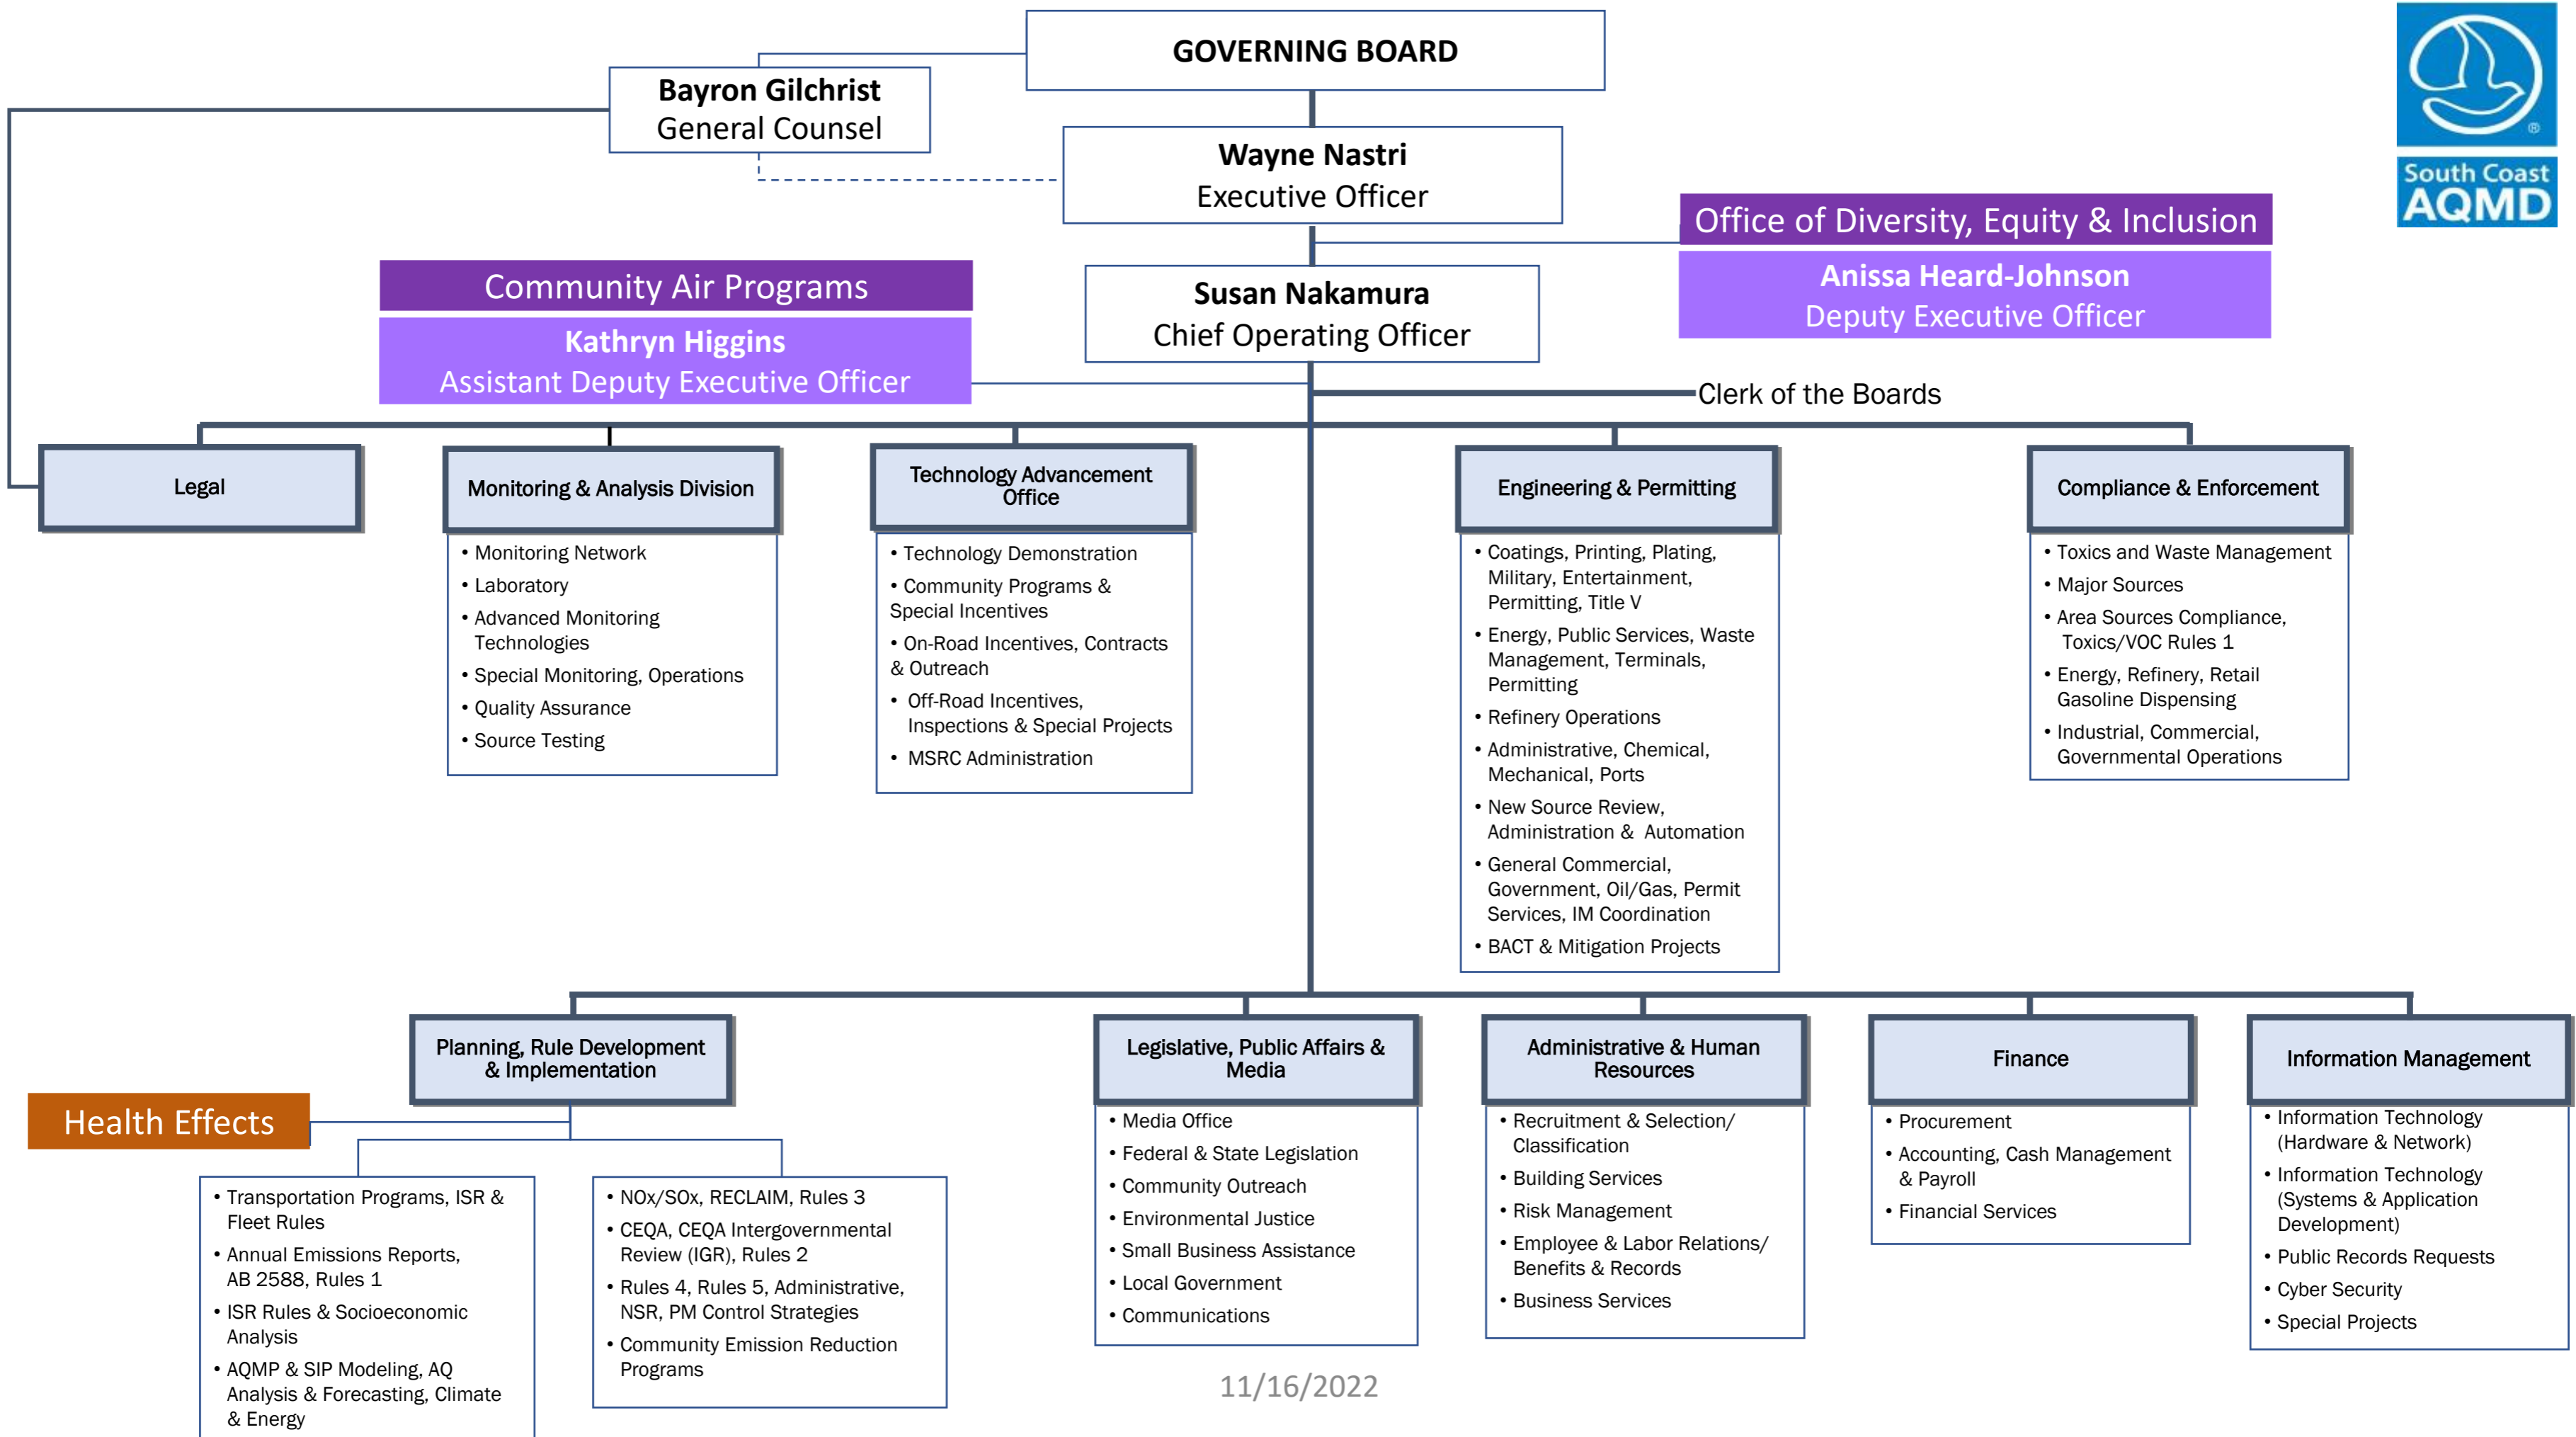 GOVERNING BOARD
Bayron Gilchrist
General Counsel
Wayne Nastri
Executive Officer
South Coast
AQMD
®
Office of Diversity, Equity & Inclusion
Anissa Heard-Johnson
Deputy Executive Officer
Community Air Programs
Kathryn Higgins
Assistant Deputy Executive Officer
Susan Nakamura
Chief Operating Officer
Clerk of the Boards
Legal
Monitoring & Analysis Division
• Monitoring Network
• Laboratory
• Advanced Monitoring
Technologies
• Special Monitoring, Operations
• Quality Assurance
• Source Testing
Technology Advancement
Office
• Technology Demonstration
• Community Programs &
Special Incentives
• On-Road Incentives, Contracts
& Outreach
• Off-Road Incentives,
Inspections & Special Projects
• MSRC Administration
Engineering & Permitting
• Coatings, Printing, Plating,
Military, Entertainment,
Permitting, Title V
• Energy, Public Services, Waste
Management, Terminals,
Permitting
• Refinery Operations
• Administrative, Chemical,
Mechanical, Ports
• New Source Review,
Administration & Automation
• General Commercial,
Government, Oil/Gas, Permit
Services, IM Coordination
• BACT & Mitigation Projects
Compliance & Enforcement
• Toxics and Waste Management
• Major Sources
• Area Sources Compliance,
Toxics/VOC Rules 1
• Energy, Refinery, Retail
Gasoline Dispensing
• Industrial, Commercial,
Governmental Operations
Planning, Rule Development
& Implementation
Health Effects
• Transportation Programs, ISR &
Fleet Rules
• Annual Emissions Reports,
AB 2588, Rules 1
• ISR Rules & Socioeconomic
Analysis
• AQMP & SIP Modeling, AQ
Analysis & Forecasting, Climate
& Energy
• NOx/SOx, RECLAIM, Rules 3
• CEQA, CEQA Intergovernmental
Review (IGR), Rules 2
• Rules 4, Rules 5, Administrative,
NSR, PM Control Strategies
• Community Emission Reduction
Programs
Legislative, Public Affairs &
Media
• Media Office
• Federal & State Legislation
• Community Outreach
• Environmental Justice
• Small Business Assistance
• Local Government
• Communications
Administrative & Human
Resources
• Recruitment & Selection/
Classification
• Building Services
• Risk Management
• Employee & Labor Relations/
Benefits & Records
• Business Services
Finance
• Procurement
• Accounting, Cash Management
& Payroll
• Financial Services
Information Management
• Information Technology
(Hardware & Network)
• Information Technology
(Systems & Application
Development)
• Public Records Requests
• Cyber Security
• Special Projects
11/16/2022